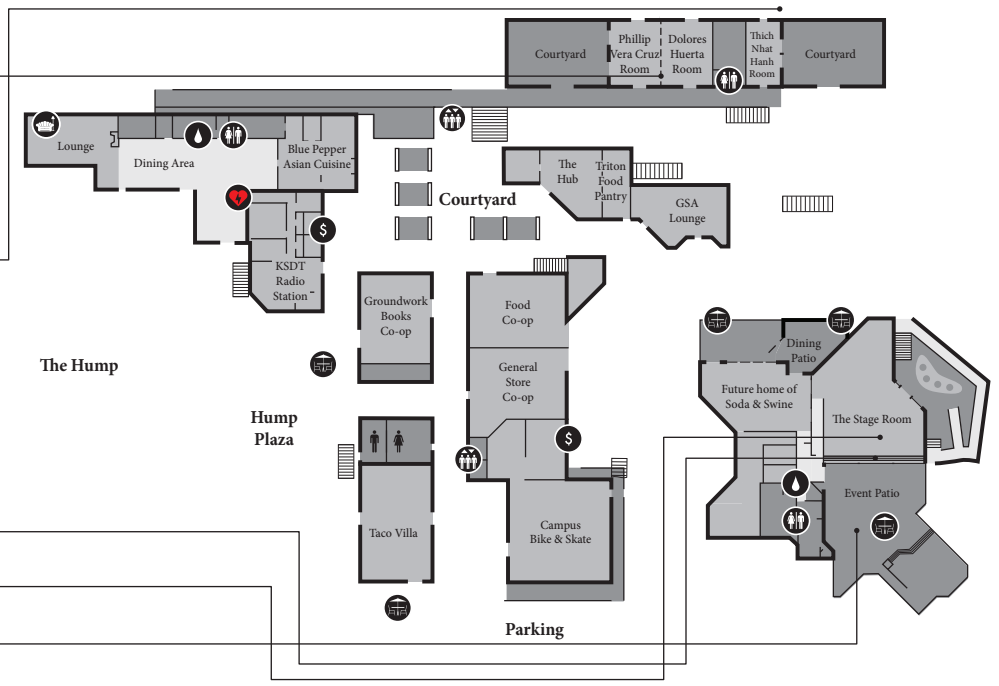 Courtyard
Phillip
Vera Cruz
Room
Dolores
Huerta
Room
Thich
Nhat
Hanh
Room
Courtyard
Lounge
Dining Area
Blue Pepper
Asian Cuisine
Courtyard
The
Hub
Triton
Food
Pantry
GSA
Lounge
$
KSDT
Radio
Station
Groundwork
Books
Co-op
Food
Co-op
The Hump
General
Store
Co-op
Hump
Plaza
$
Dining
Patio
Future home of
Soda & Swine
The Stage Room
Event Patio
Taco Villa
Campus
Bike & Skate
Parking